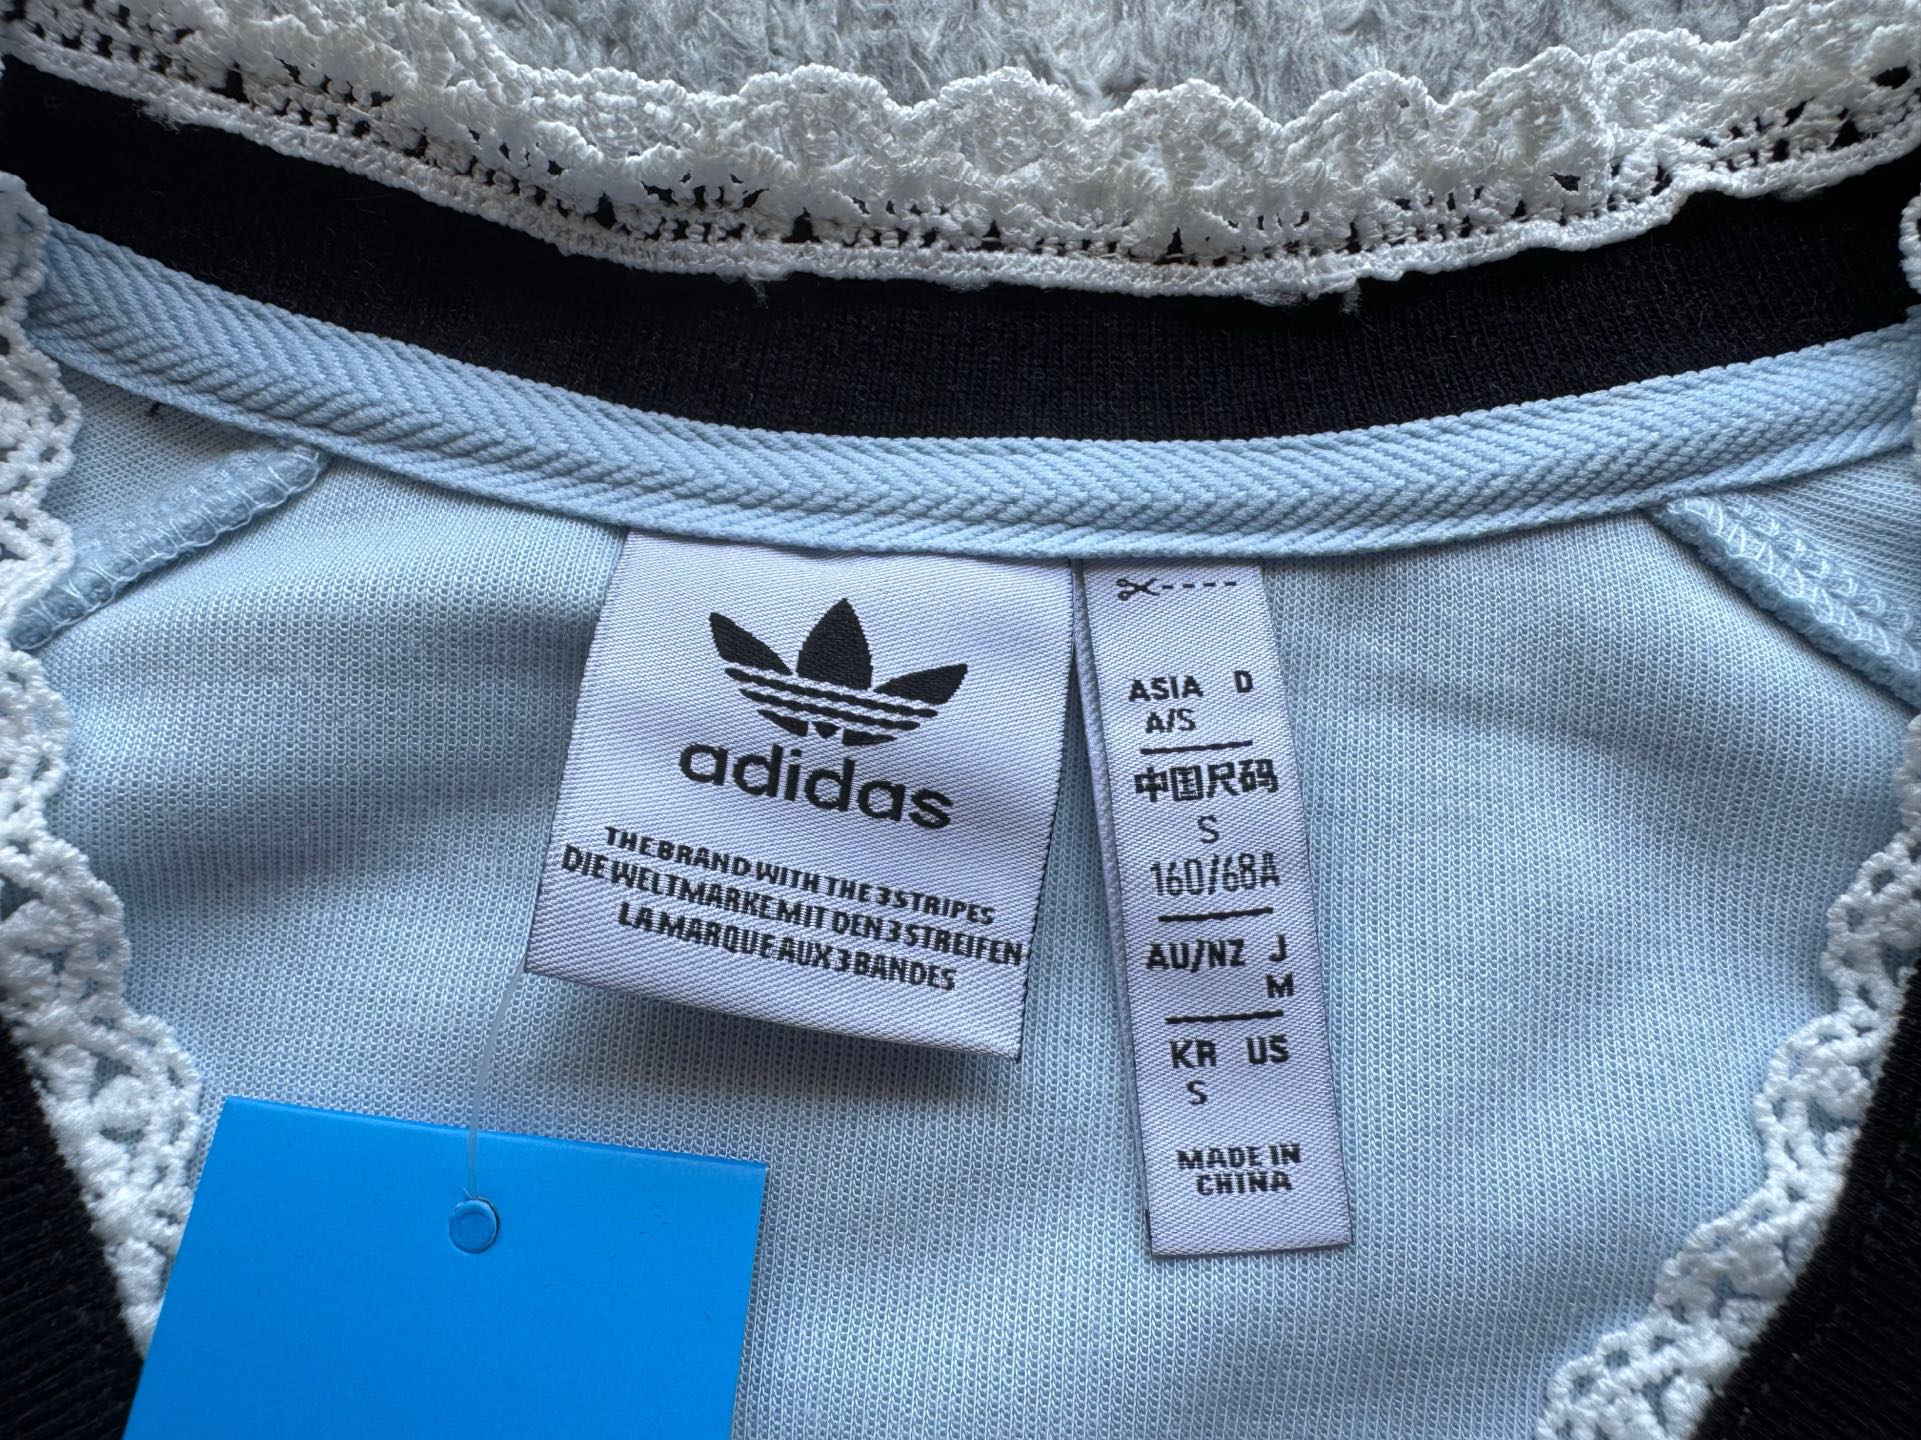 adidas
THE BRAND WITH THE 3 STRIPES
DIE WELTMARKE MIT DEN 3 STREIFEN
LA MARQUE AUX 3 BANDES
ASIA D
A/S
中国尺码
S
160/68A
AU/NZ J
M
KR US
S
MADE IN
CHINA